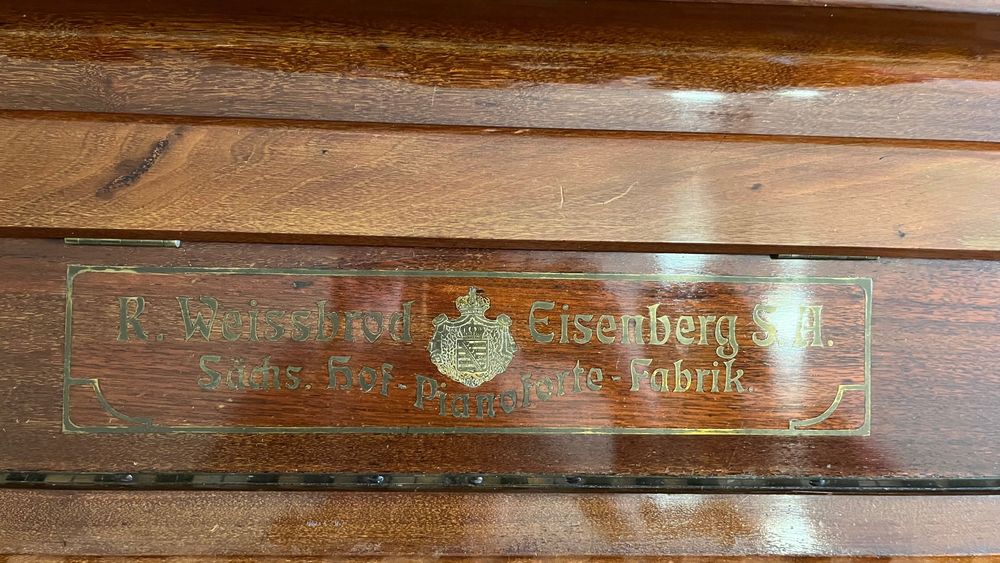 R. Weissbrod Eisenberg S.A.
Sächs. Hof-Pianoforte-Fabrik.